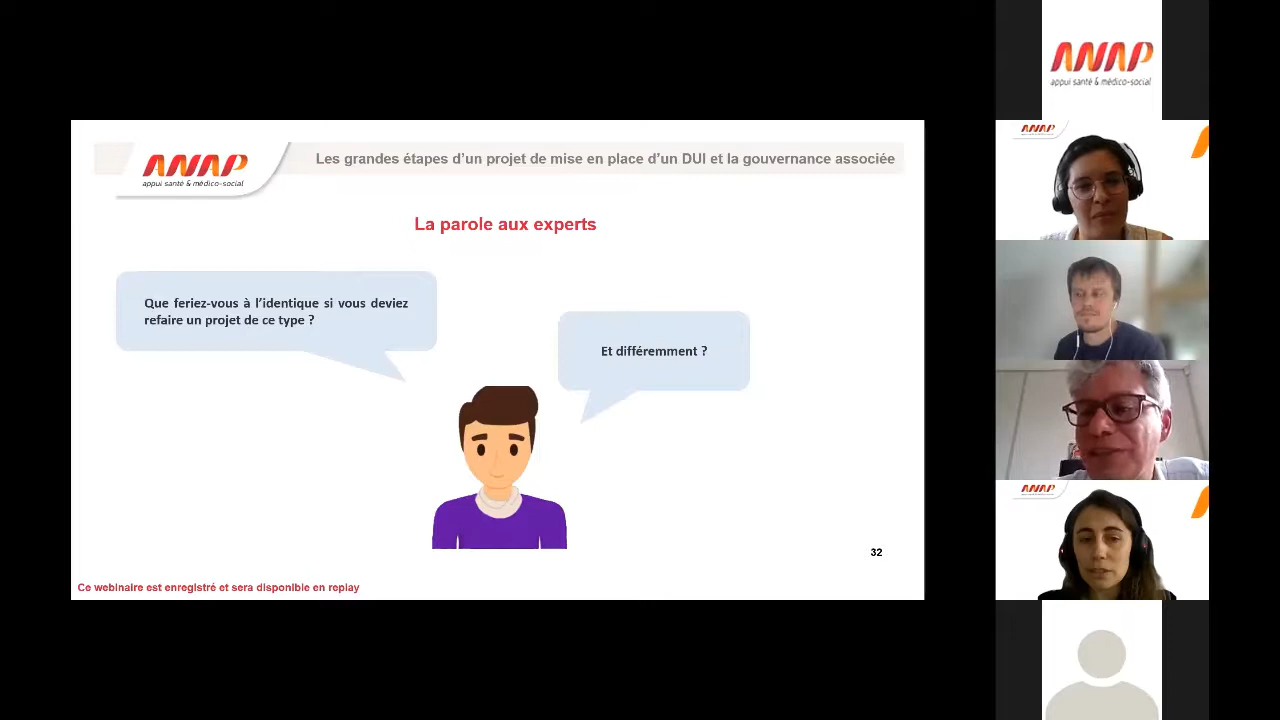 ANAP
appui santé & médico-social
Les grandes étapes d’un projet de mise en place d’un DUI et la gouvernance associée
La parole aux experts
Que feriez-vous à l’identique si vous deviez
refaire un projet de ce type ?
Et différemment ?
32
Ce webinaire est enregistré et sera disponible en replay
ANAP
appui santé & médico-social
ANAP
ANAP